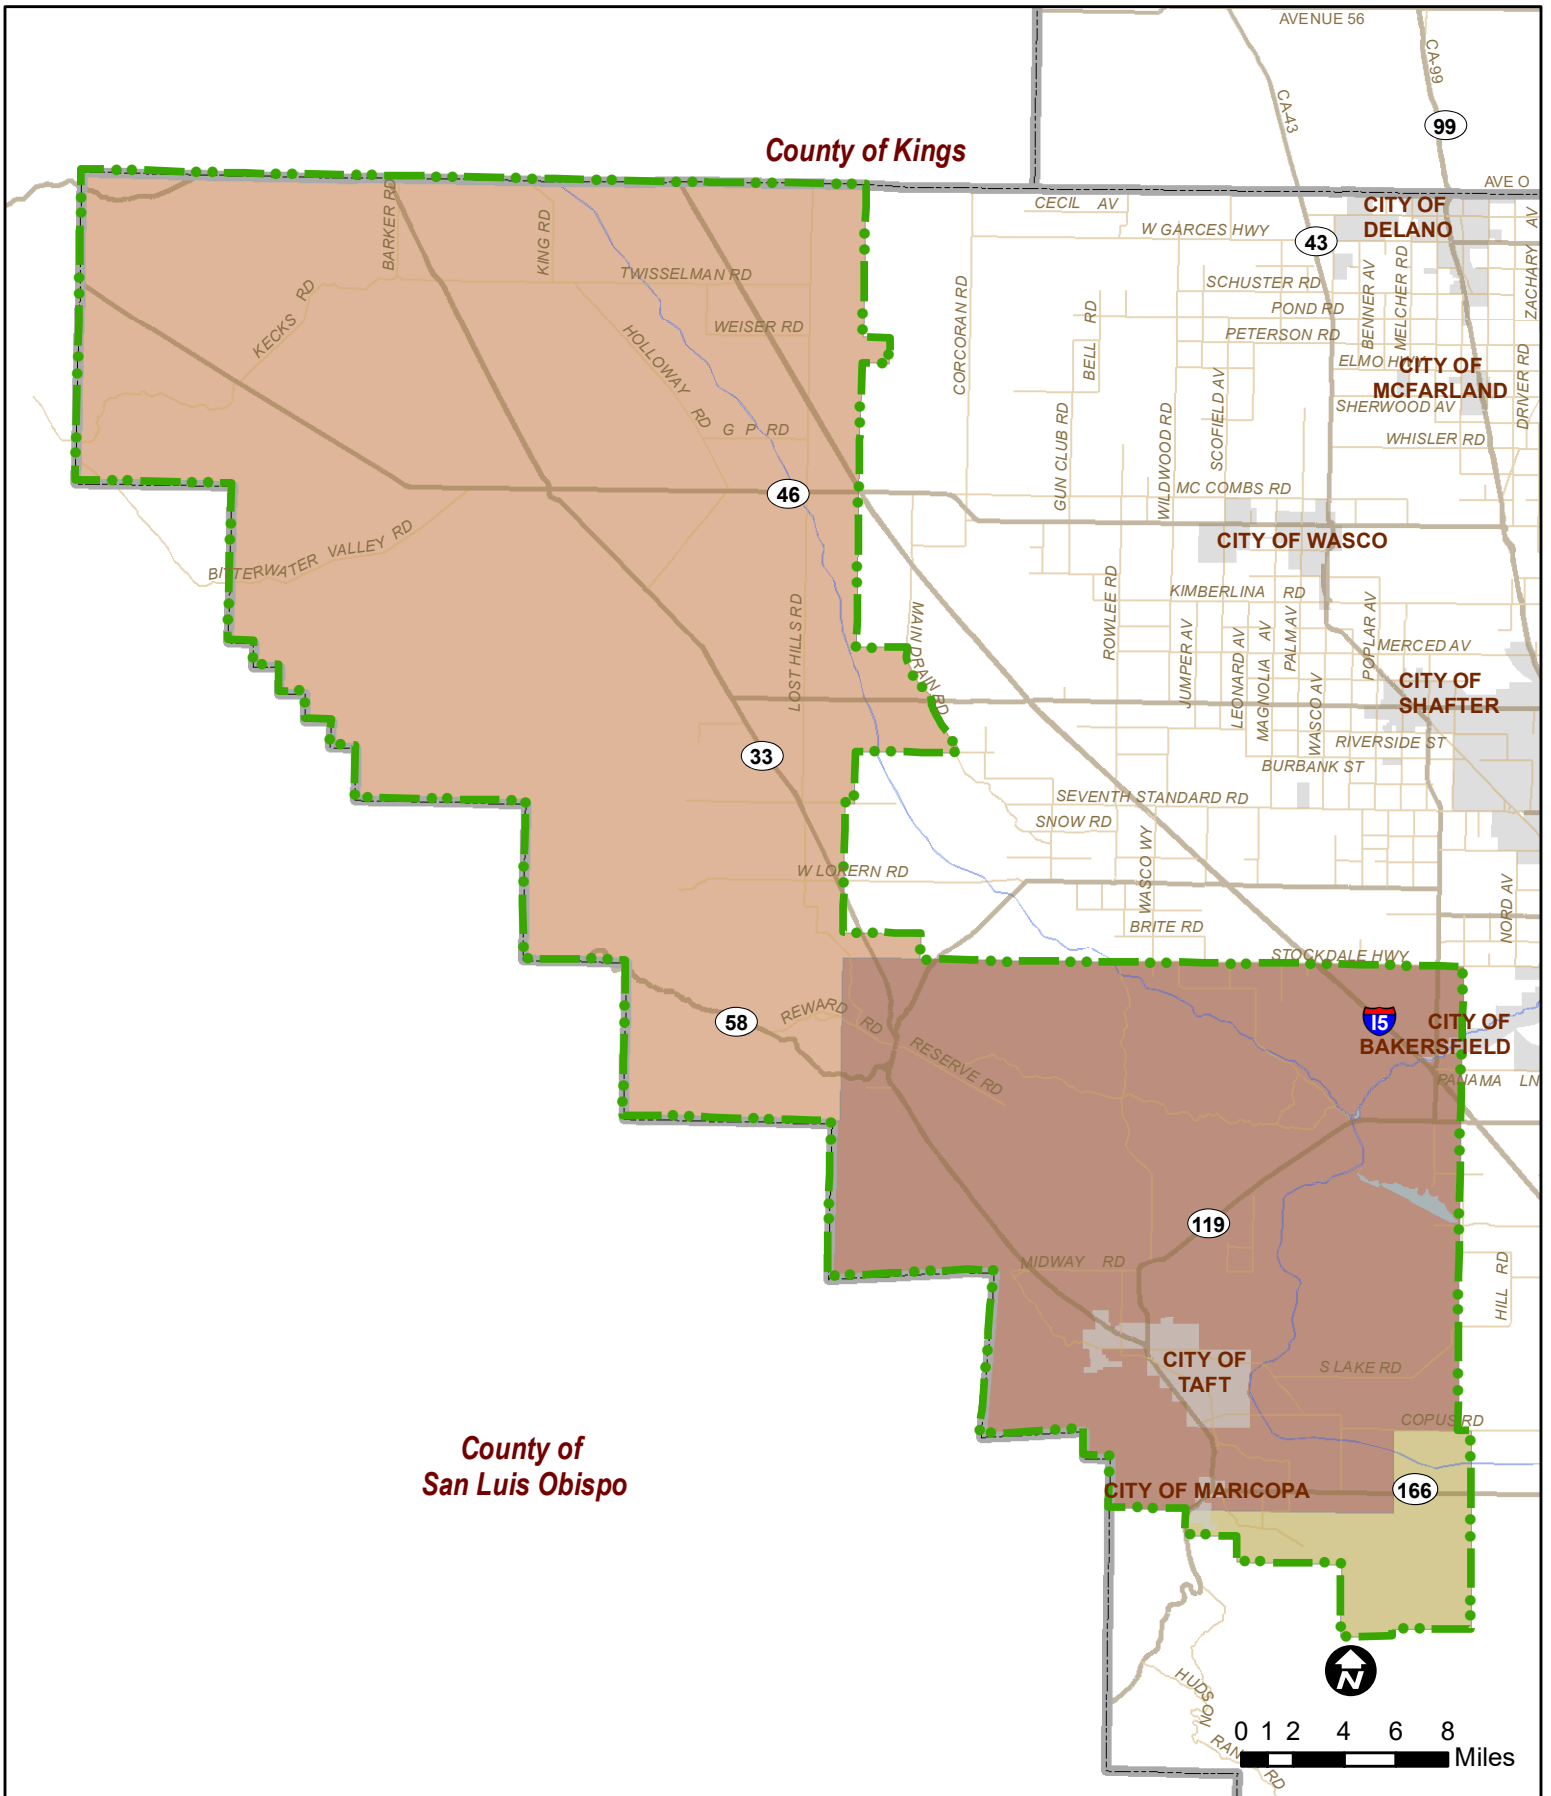 AVENUE 56
CA-99
CA-43
99
County of Kings
AVE O
CECIL AV
CITY OF
DELANO
W GARCES HWY
43
BARKER RD
KING RD
TWISSELMAN RD
SCHUSTER RD
ZACHARY AV
KECKS RD
WEISER RD
CORCORAN RD
BELL RD
POND RD
BENNER AV
MELCHER RD
PETERSON RD
HOLLOWAY RD
ELMO HWY
CITY OF
MCFARLAND
DRIVER RD
SCOFIELD AV
SHERWOOD AV
G P RD
GUN CLUB RD
WILDWOOD RD
WHISLER RD
46
MC COMBS RD
BITTERWATER VALLEY RD
CITY OF WASCO
LOST HILLS RD
MAIN DRAIN RD
ROWLEE RD
KIMBERLINA RD
JUMPER AV
LEONARD AV
MAGNOLIA AV
PALM AV
POPLAR AV
MERCED AV
WASCO AV
CITY OF
SHAFTER
33
RIVERSIDE ST
BURBANK ST
SEVENTH STANDARD RD
SNOW RD
WASCO WY
W LOKERN RD
NORD AV
BRITE RD
STOCKDALE HWY
58
REWARD RD
RESERVE RD
I5
CITY OF
BAKERSFIELD
PANAMA LN
119
MIDWAY RD
HILL RD
CITY OF
TAFT
S LAKE RD
COPUS RD
County of
San Luis Obispo
CITY OF MARICOPA
166
N
HUDSON RAN RD
0 1 2 4 6 8
Miles